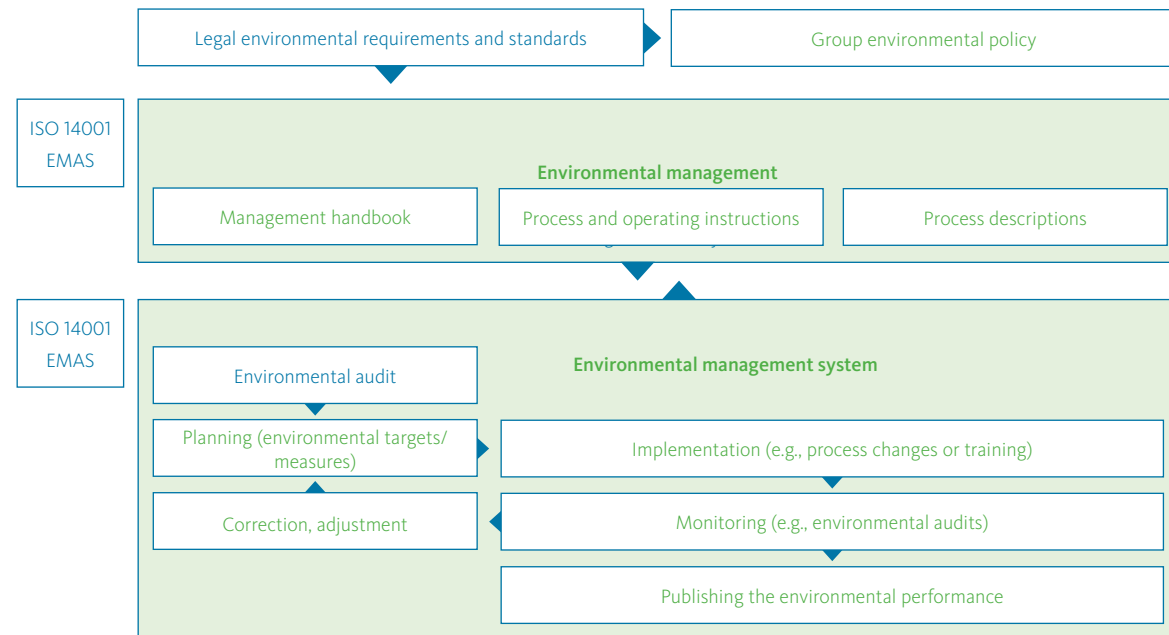 Legal environmental requirements and standards
Group environmental policy
ISO 14001
EMAS
Environmental management
Management handbook
Process and operating instructions
Process descriptions
ISO 14001
EMAS
Environmental management system
Environmental audit
Planning (environmental targets/
measures)
Implementation (e.g., process changes or training)
Correction, adjustment
Monitoring (e.g., environmental audits)
Publishing the environmental performance